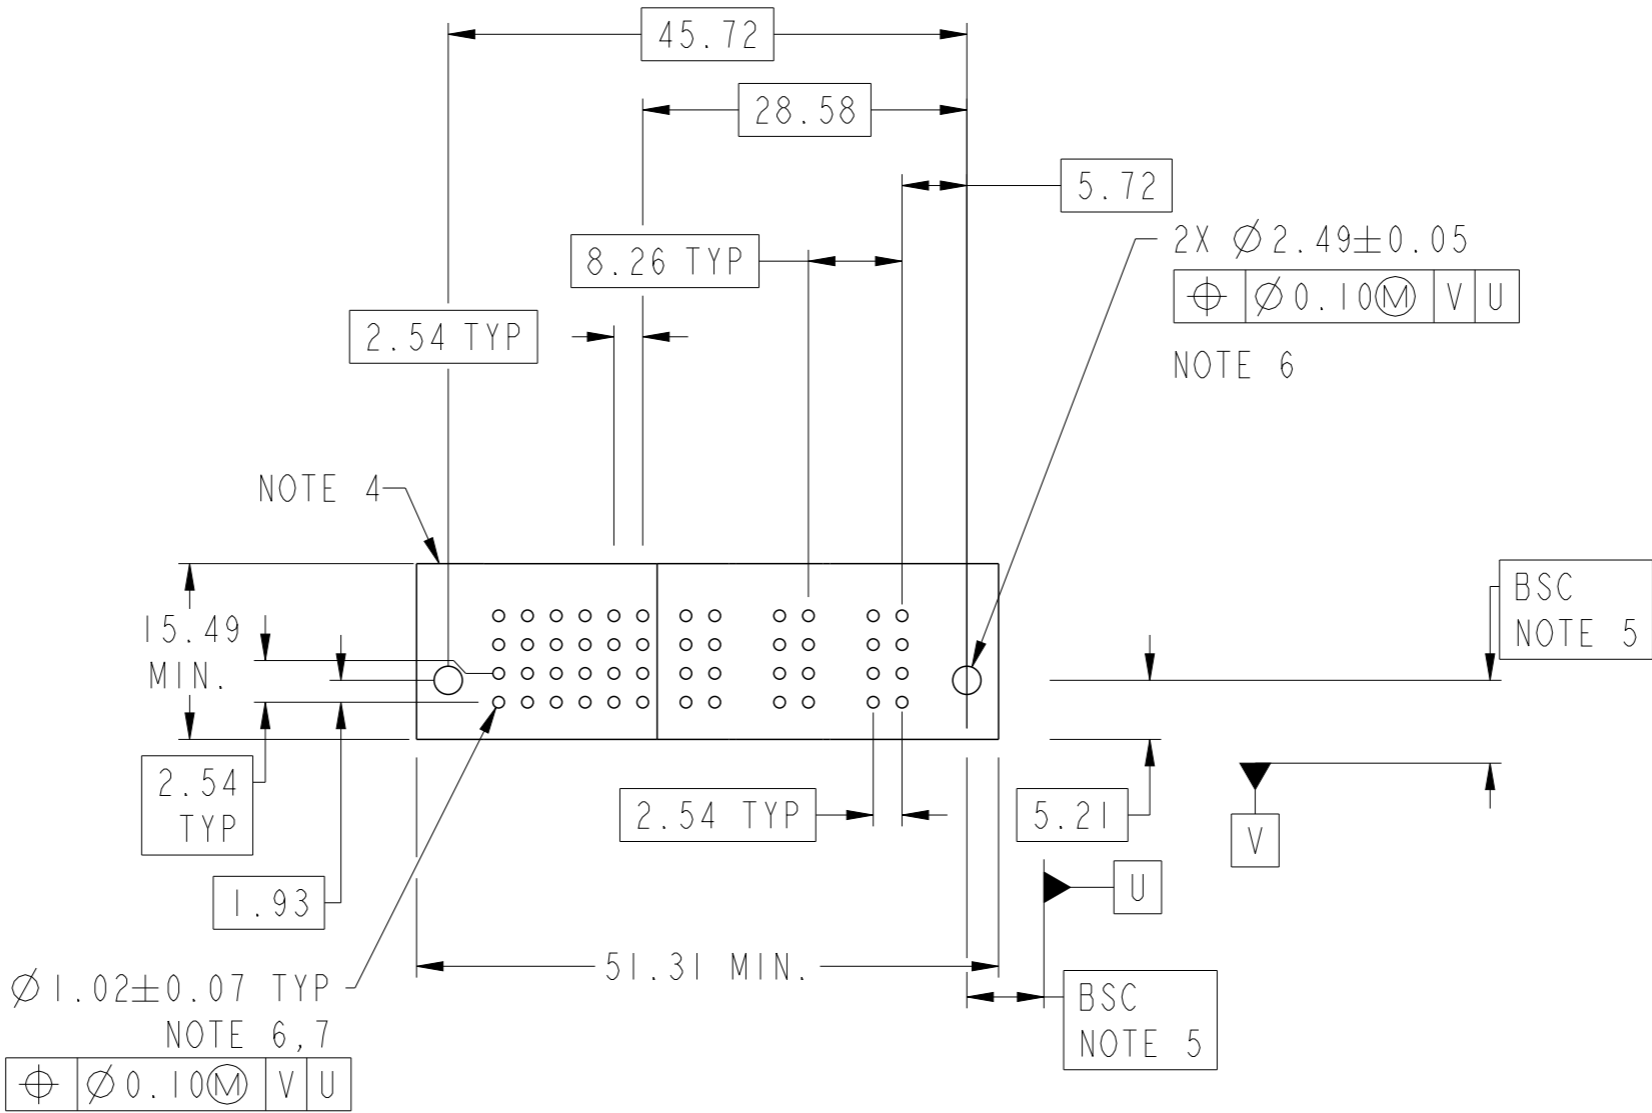 45.72
28.58
5.72
8.26 TYP
2X ∅2.49±0.05
⌖ ∅0.10Ⓜ V U
NOTE 6
2.54 TYP
NOTE 4
15.49
MIN.
BSC
NOTE 5
2.54
TYP
2.54 TYP
5.21
V
U
1.93
51.31 MIN.
∅1.02±0.07 TYP
NOTE 6,7
⌖ ∅0.10Ⓜ V U
BSC
NOTE 5